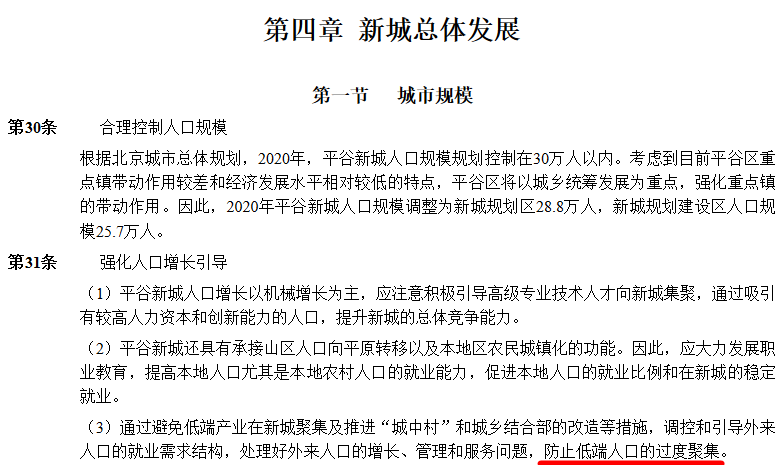 第四章 新城总体发展
第一节 城市规模
第30条 合理控制人口规模
根据北京城市总体规划，2020年，平谷新城人口规模规划控制在30万人以内。考虑到目前平谷区重
点镇带动作用较差和经济发展水平相对较低的特点，平谷区将以城乡统筹发展为重点，强化重点镇
的带动作用。因此，2020年平谷新城人口规模调整为新城规划区28.8万人，新城规划建设区人口规
模25.7万人。
第31条 强化人口增长引导
（1）平谷新城人口增长以机械增长为主，应注意积极引导高级专业技术人才向新城集聚，通过吸引
有较高人力资本和创新能力的人口，提升新城的总体竞争能力。
（2）平谷新城还具有承接山区人口向平原转移以及本地区农民城镇化的功能。因此，应大力发展职
业教育，提高本地人口尤其是本地农村人口的就业能力，促进本地人口的就业比例和在新城的稳定
就业。
（3）通过避免低端产业在新城聚集及推进“城中村”和城乡结合部的改造等措施，调控和引导外来
人口的就业需求结构，处理好外来人口的增长、管理和服务问题，防止低端人口的过度聚集。